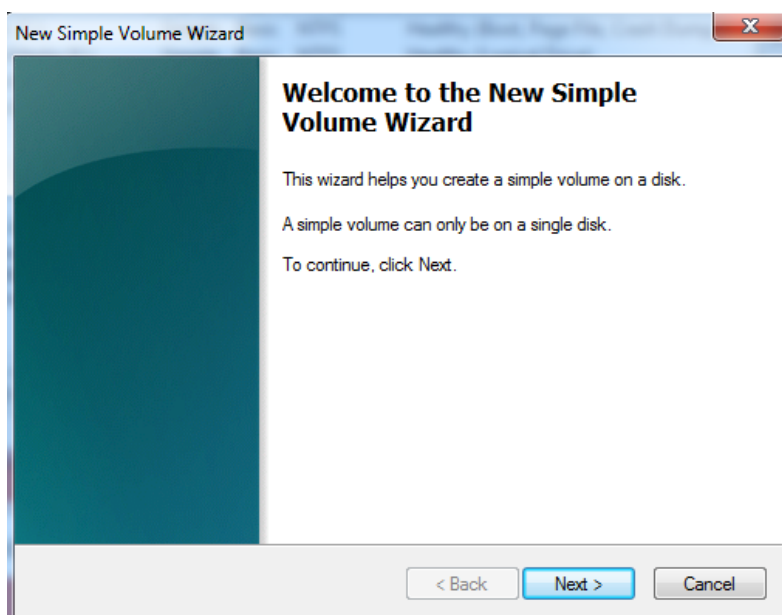 New Simple Volume Wizard
Welcome to the New Simple
Volume Wizard
This wizard helps you create a simple volume on a disk.
A simple volume can only be on a single disk.
To continue, click Next.
< Back
Next >
Cancel